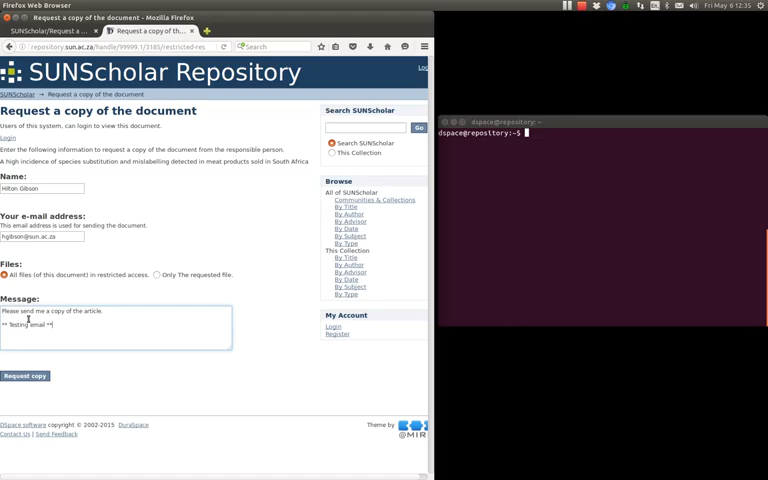 Firefox Web Browser
En
Fri May 6 12:35
Request a copy of the document - Mozilla Firefox
SUNScholar/Request a ...
Request a copy of t...
repository.sun.ac.za/handle/99999.1/3185/restricted-res
Search
SUNScholar Repository
Log
SUNScholar → Request a copy of the document
Request a copy of the document
Users of this system, can login to view this document.
Login
Enter the following information to request a copy of the document from the responsible person.
A high incidence of species substitution and mislabelling detected in meat products sold in South Africa
Name:
Hilton Gibson
Your e-mail address:
This email address is used for sending the document.
hgibson@sun.ac.za
Files:
All files (of this document) in restricted access.
Only The requested file.
Message:
Please send me a copy of the article.
** Testing email **
Request copy
Search SUNScholar
Go
Search SUNScholar
This Collection
Browse
All of SUNScholar
Communities & Collections
By Title
By Author
By Advisor
By Date
By Subject
By Type
This Collection
By Title
By Author
By Advisor
By Date
By Subject
By Type
My Account
Login
Register
DSpace software copyright © 2002-2015 DuraSpace
Contact Us | Send Feedback
Theme by
@MIR
dspace@repository: ~
dspace@repository:~$